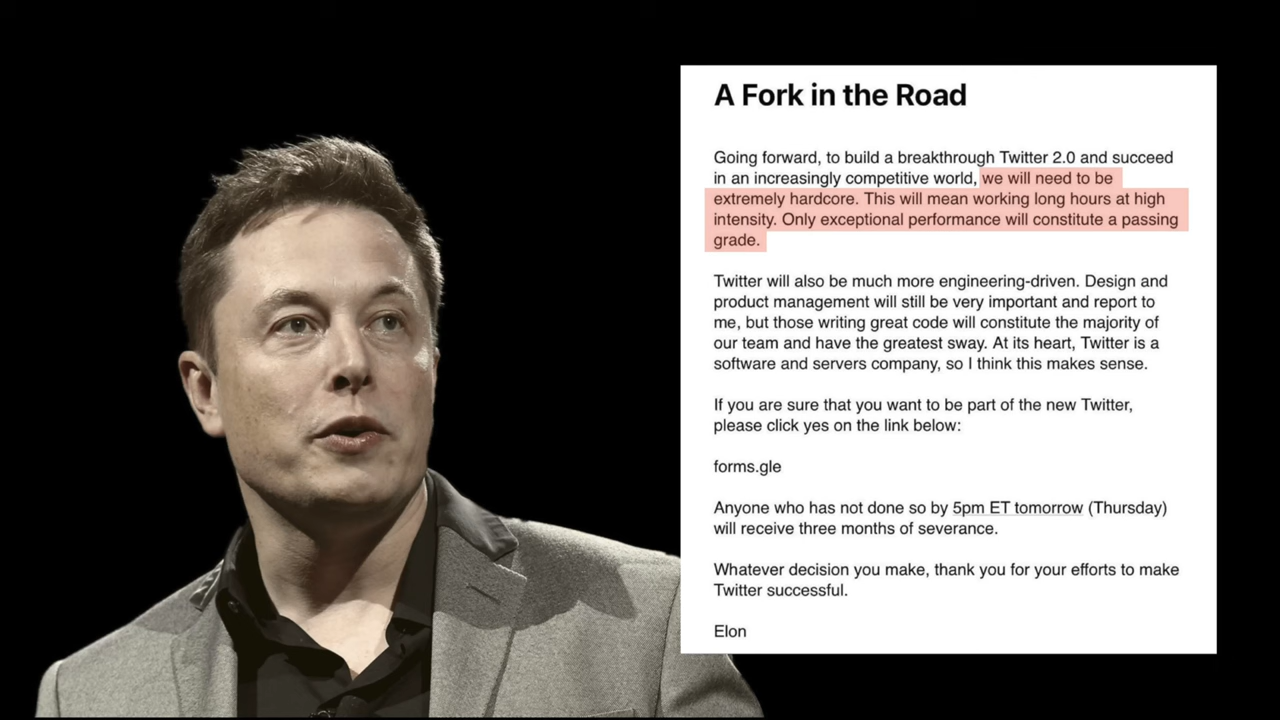 A Fork in the Road
Going forward, to build a breakthrough Twitter 2.0 and succeed
in an increasingly competitive world, we will need to be
extremely hardcore. This will mean working long hours at high
intensity. Only exceptional performance will constitute a passing
grade.
Twitter will also be much more engineering-driven. Design and
product management will still be very important and report to
me, but those writing great code will constitute the majority of
our team and have the greatest sway. At its heart, Twitter is a
software and servers company, so I think this makes sense.
If you are sure that you want to be part of the new Twitter,
please click yes on the link below:
forms.gle
Anyone who has not done so by 5pm ET tomorrow (Thursday)
will receive three months of severance.
Whatever decision you make, thank you for your efforts to make
Twitter successful.
Elon